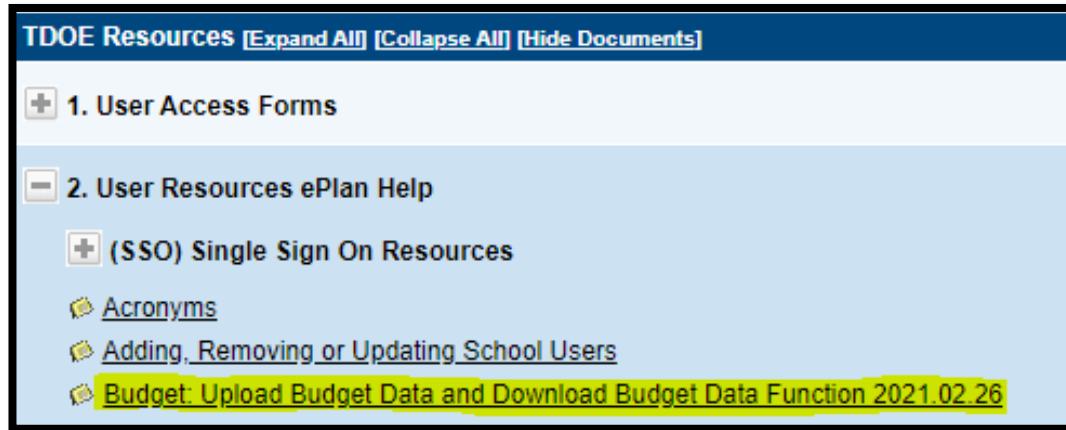 TDOE Resources [Expand All] [Collapse All] [Hide Documents]
1. User Access Forms
2. User Resources ePlan Help
(SSO) Single Sign On Resources
Acronyms
Adding, Removing or Updating School Users
Budget: Upload Budget Data and Download Budget Data Function 2021.02.26